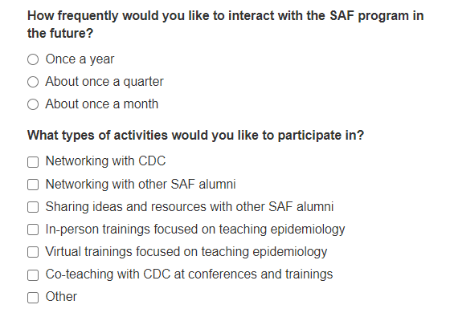 How frequently would you like to interact with the SAF program in
the future?
Once a year
About once a quarter
About once a month
What types of activities would you like to participate in?
Networking with CDC
Networking with other SAF alumni
Sharing ideas and resources with other SAF alumni
In-person trainings focused on teaching epidemiology
Virtual trainings focused on teaching epidemiology
Co-teaching with CDC at conferences and trainings
Other